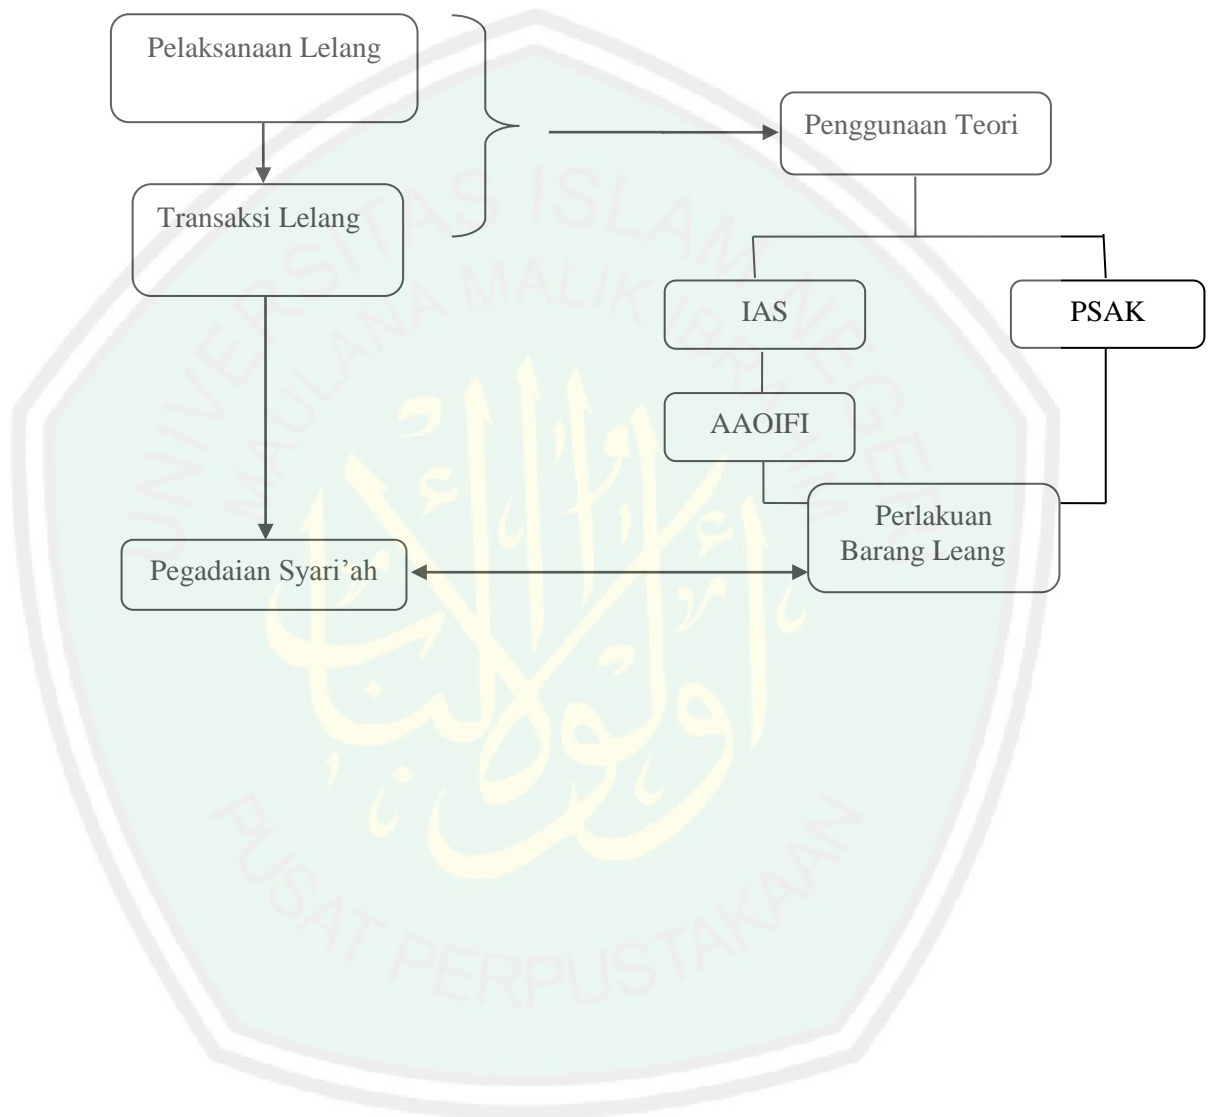 Pelaksanaan Lelang
Penggunaan Teori
Transaksi Lelang
IAS
PSAK
AAOIFI
Perlakuan
Barang Leang
Pegadaian Syari’ah
UNIVERSITAS ISLAM NEGERI
MAULANA MALIK IBRAHIM
PUSAT PERPUSTAKAAN